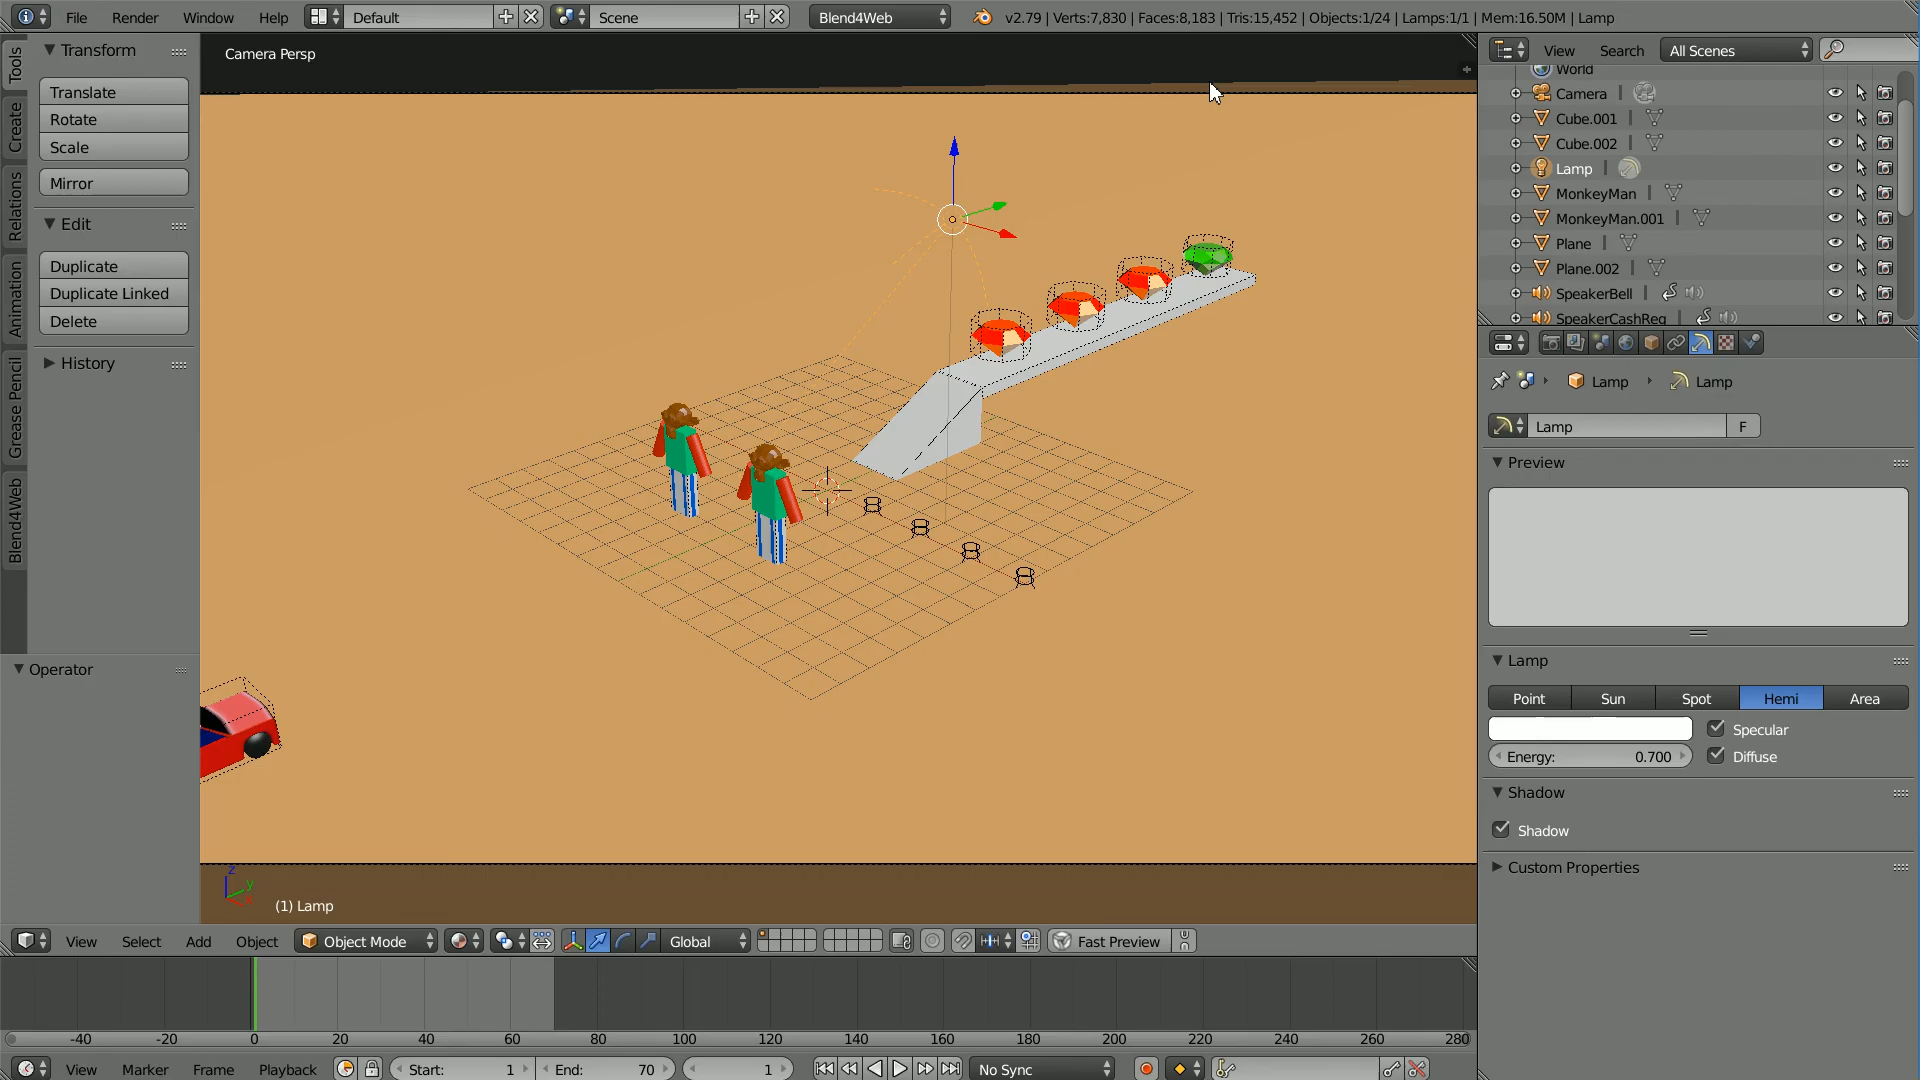 File Render Window Help Default Scene Blend4Web v2.79 | Verts:7,830 | Faces:8,183 | Tris:15,452 | Objects:1/24 | Lamps:1/1 | Mem:16.50M | Lamp
Tools
Create
Relations
Animation
Grease Pencil
Blend4Web
Transform
Translate
Rotate
Scale
Mirror
Edit
Duplicate
Duplicate Linked
Delete
History
Operator
Camera Persp
(1) Lamp
z
y
x
View Select Add Object Object Mode Global Fast Preview
-40 -20 0 20 40 60 80 100 120 140 160 180 200 220 240 260 280
View Marker Frame Playback Start: 1 End: 70 1 No Sync
View Search All Scenes
World
Camera
Cube.001
Cube.002
Lamp
MonkeyMan
MonkeyMan.001
Plane
Plane.002
SpeakerBell
SpeakerCashReg
Lamp Lamp
Lamp F
Preview
Lamp
Point Sun Spot Hemi Area
Specular
Energy: 0.700 Diffuse
Shadow
Shadow
Custom Properties